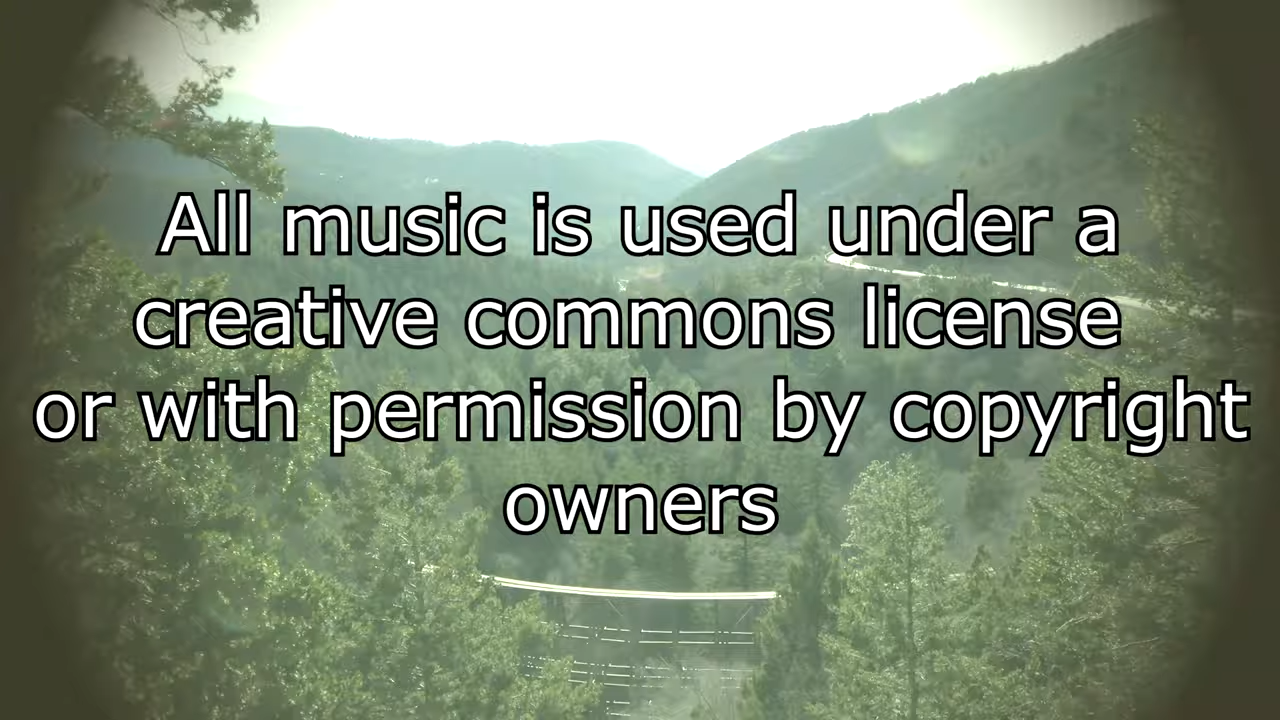 All music is used under a
creative commons license
or with permission by copyright
owners